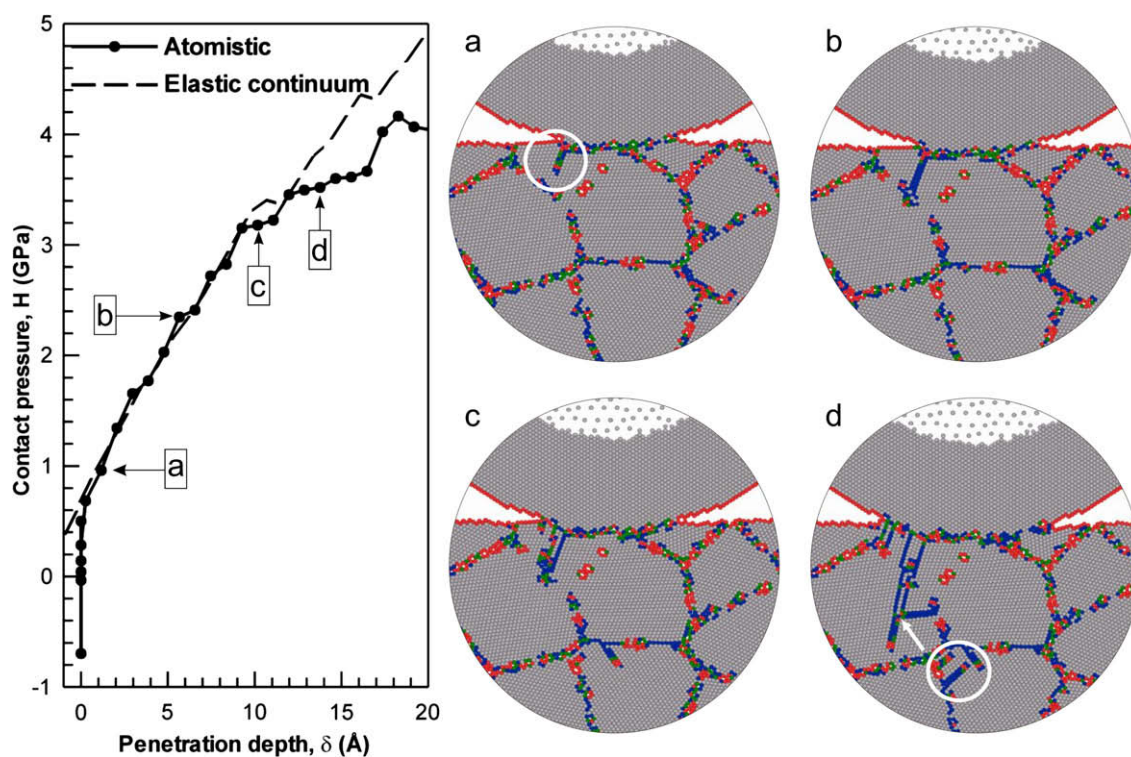 5
4
3
2
1
0
-1
Contact pressure, H (GPa)
Atomistic
Elastic continuum
a
b
c
d
0 5 10 15 20
Penetration depth, δ (Å)
a
b
c
d